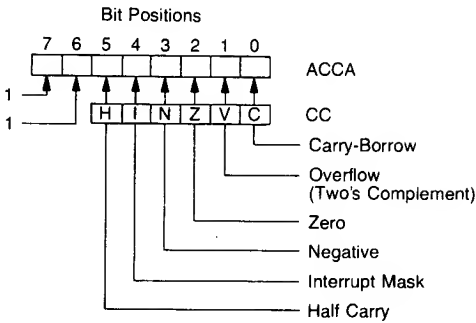 Bit Positions
7 6 5 4 3 2 1 0
ACCA
1
1
H I N Z V C
CC
Carry-Borrow
Overflow
(Two's Complement)
Zero
Negative
Interrupt Mask
Half Carry